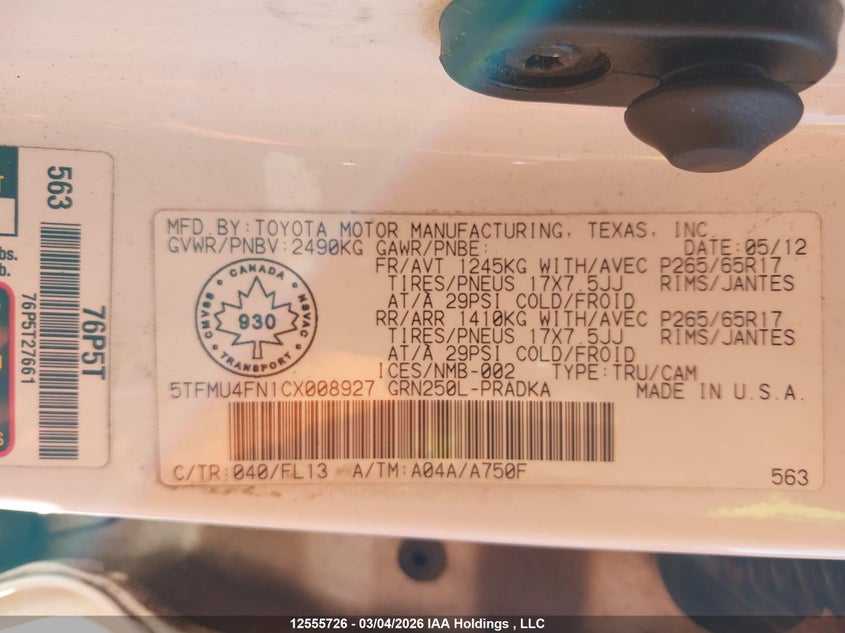 MFD. BY: TOYOTA MOTOR MANUFACTURING, TEXAS, INC.
GVWR/PNBV: 2490KG GAWR/PNBE: DATE: 05/12
FR/AVT 1245KG WITH/AVEC P265/65R17
TIRES/PNEUS 17X7.5JJ RIMS/JANTES
AT/À 29PSI COLD/FROID
RR/ARR 1410KG WITH/AVEC P265/65R17
TIRES/PNEUS 17X7.5JJ RIMS/JANTES
AT/À 29PSI COLD/FROID
ICES/NMB-002 TYPE: TRU/CAM
5TFMU4FN1CX008927 GRN250L-PRADKA MADE IN U.S.A.
C/TR: 040/FL13 A/TM: A04A/A750F
563
CANADA
CMVSS
930
NSVAC
TRANSPORT
563
76P5T
76P5T27661
lbs.
b.
T
S
12555726 - 03/04/2026 IAA Holdings , LLC